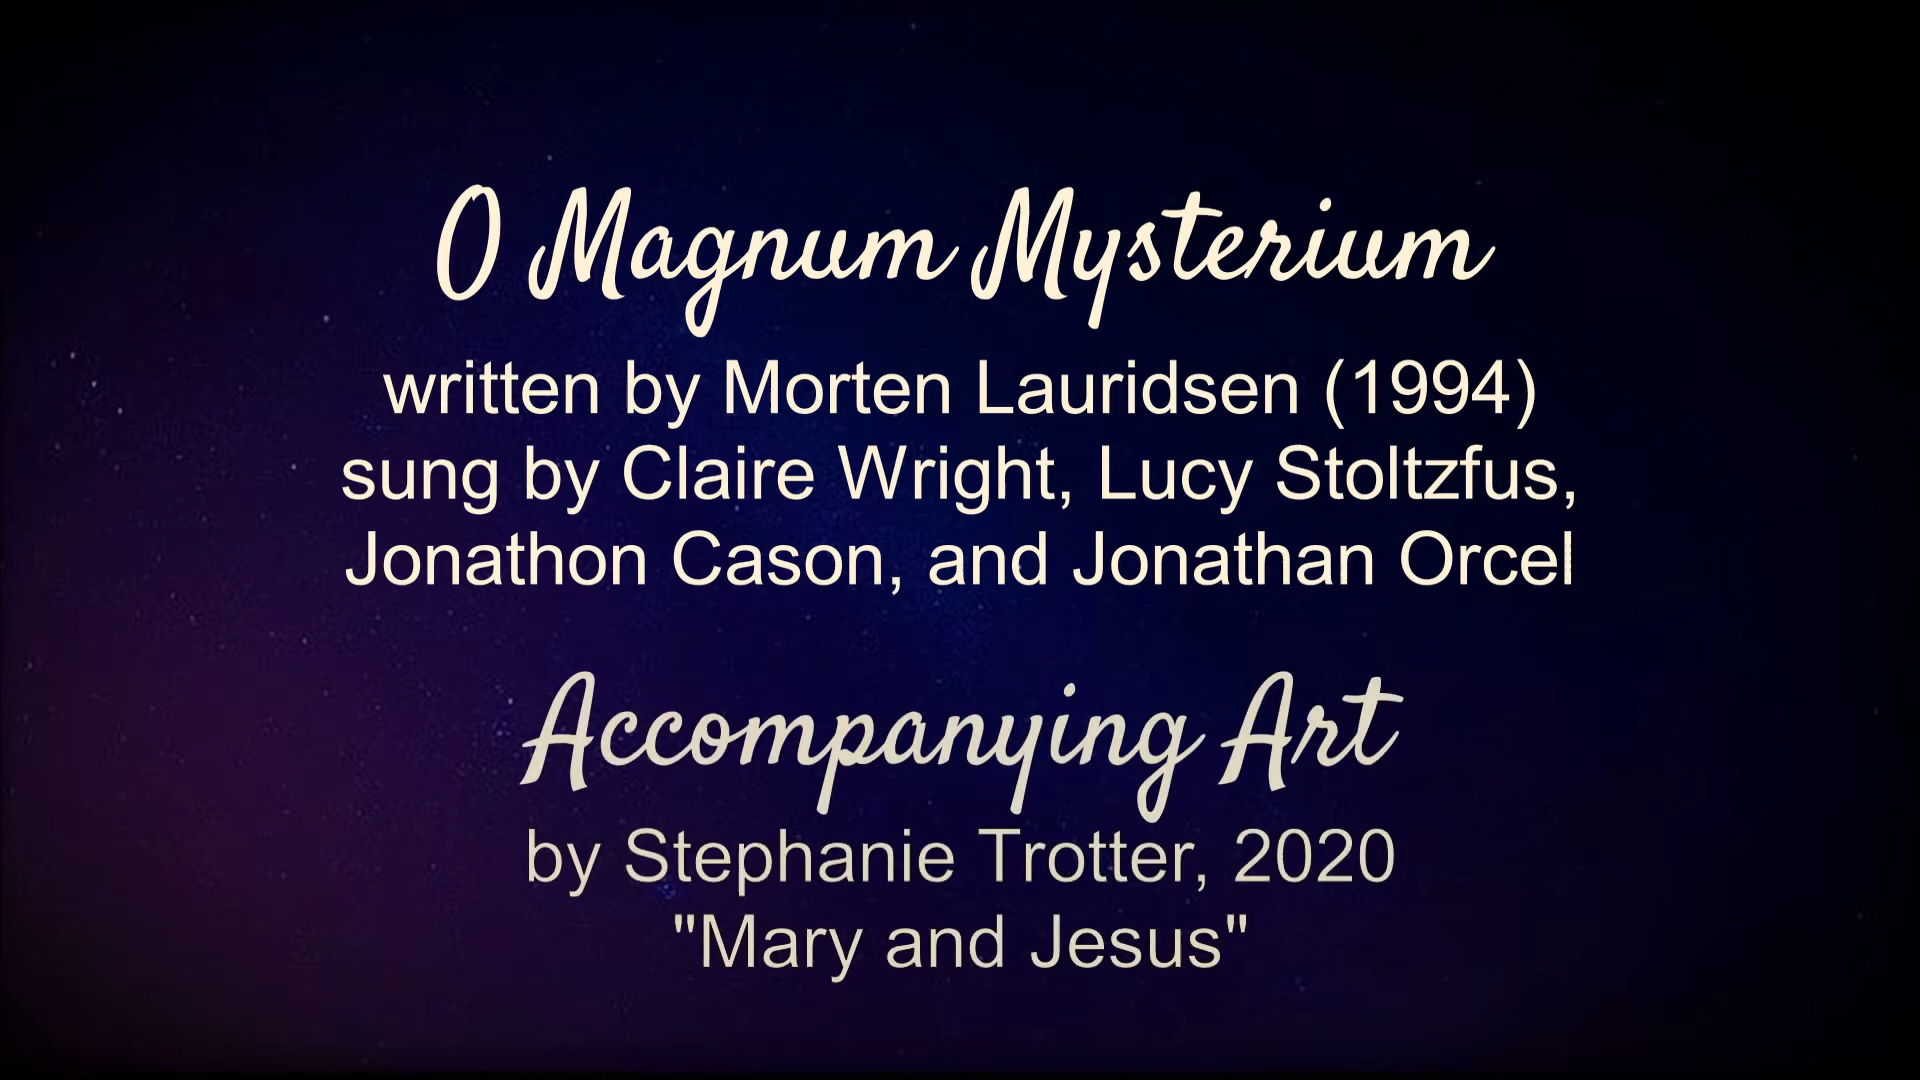 O Magnum Mysterium
written by Morten Lauridsen (1994)
sung by Claire Wright, Lucy Stoltzfus,
Jonathon Cason, and Jonathan Orcel
Accompanying Art
by Stephanie Trotter, 2020
"Mary and Jesus"